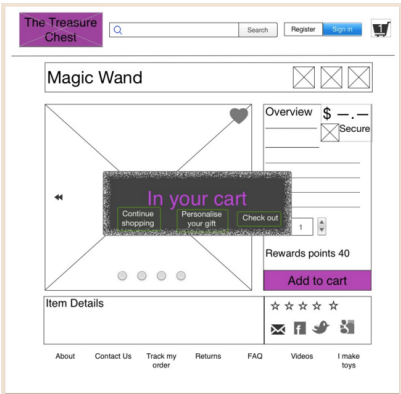 The Treasure
Chest
Search
Register
Sign in
1
Magic Wand
Overview
$ –.–
Secure
In your cart
Continue
shopping
Personalise
your gift
Check out
1
Rewards points 40
Add to cart
Item Details
About
Contact Us
Track my
order
Returns
FAQ
Videos
I make
toys